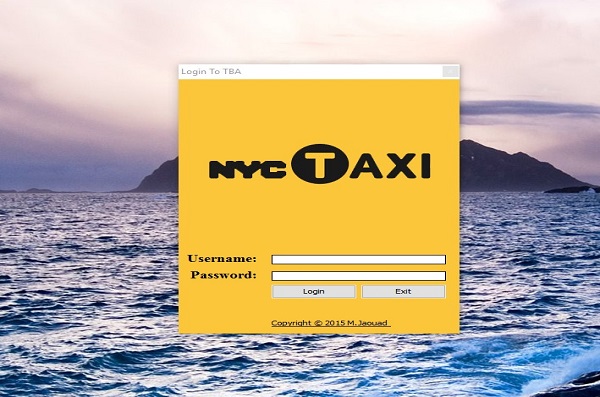 Login To TBA
NYC TAXI
Username:
Password:
Login Exit
Copyright © 2015 M.Jaouad